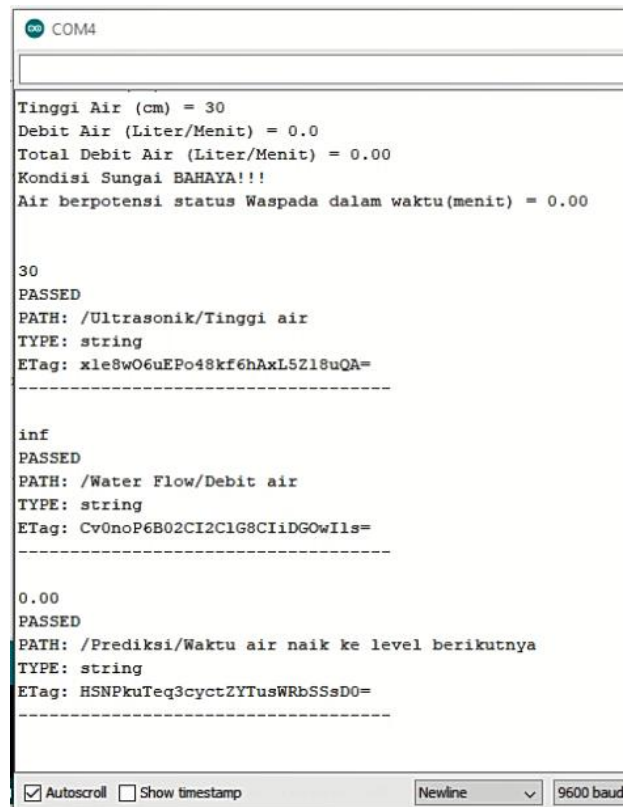 COM4
Tinggi Air (cm) = 30
Debit Air (Liter/Menit) = 0.0
Total Debit Air (Liter/Menit) = 0.00
Kondisi Sungai BAHAYA!!!
Air berpotensi status Waspada dalam waktu(menit) = 0.00
30
PASSED
PATH: /Ultrasonik/Tinggi air
TYPE: string
ETag: xle8wO6uEPo48kf6hAxL5Zl8uQA=
------------------------------------
inf
PASSED
PATH: /Water Flow/Debit air
TYPE: string
ETag: Cv0noP6B02CI2ClG8CIiDGOwIls=
------------------------------------
0.00
PASSED
PATH: /Prediksi/Waktu air naik ke level berikutnya
TYPE: string
ETag: HSNPkuTeq3cyctZYTusWRbSSsD0=
------------------------------------
Autoscroll Show timestamp Newline 9600 baud